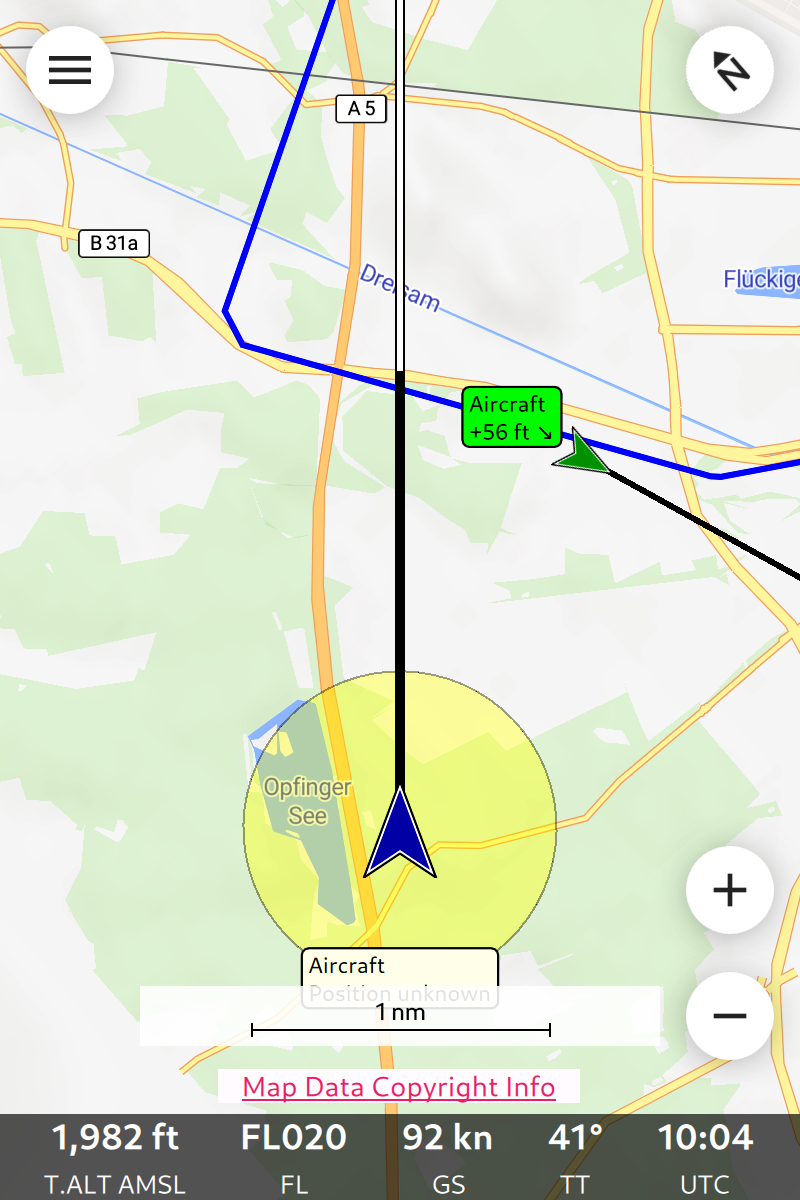 N
A 5
B 31a
Dreisam
Flückige
Aircraft
+56 ft ↘
Opfinger
See
Aircraft
Position unknown
1 nm
Map Data Copyright Info
1,982 ft FL020 92 kn 41° 10:04
T.ALT AMSL FL GS TT UTC